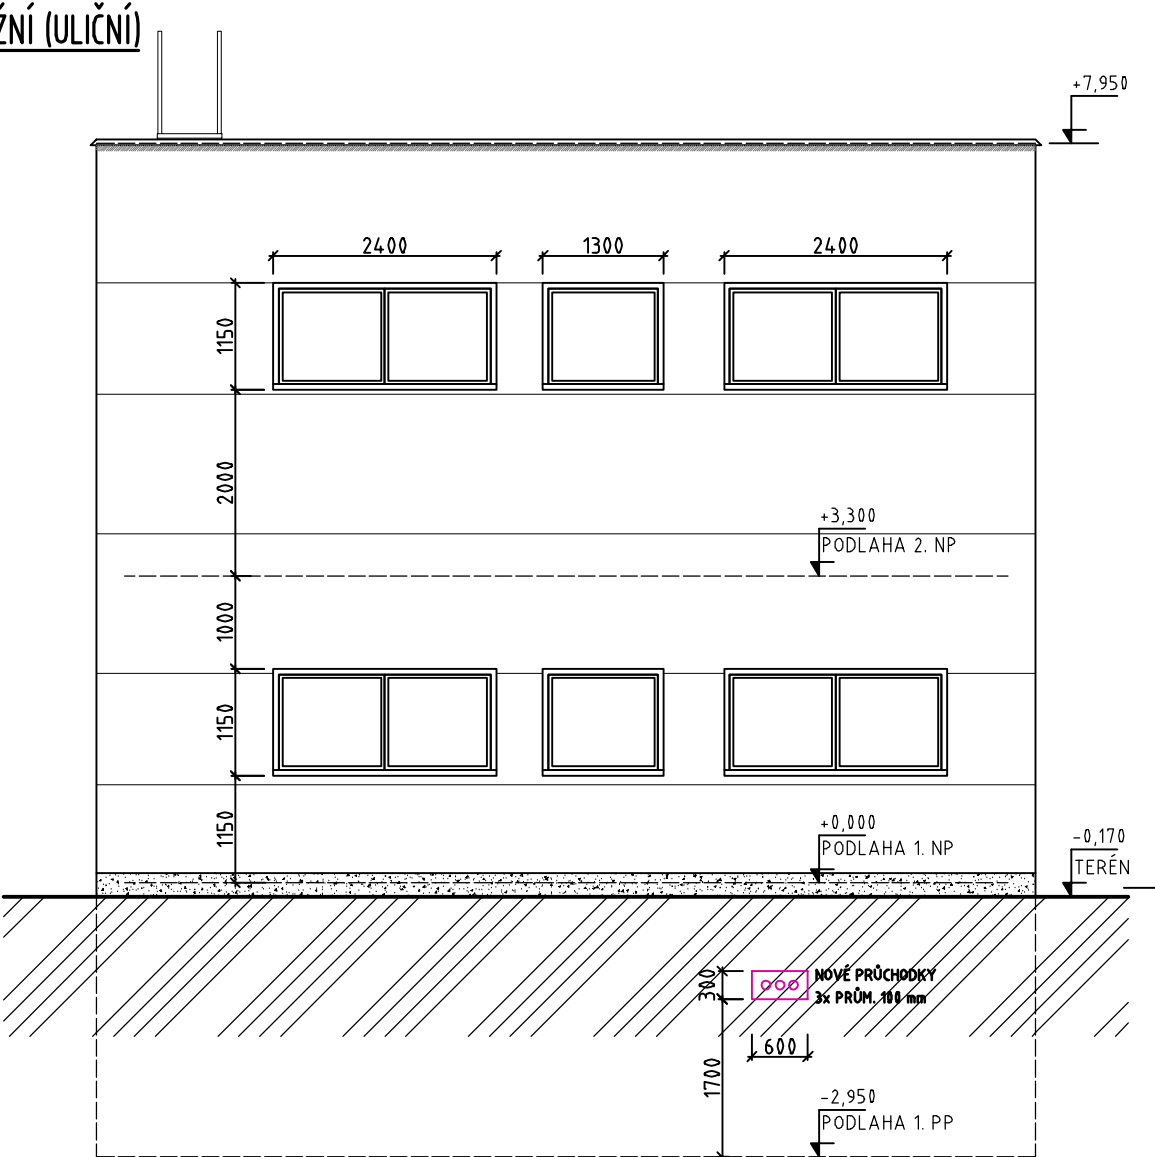 ŽNÍ (ULIČNÍ)
+7,950
2400
1300
2400
1150
2000
+3,300
PODLAHA 2. NP
1000
1150
1150
+0,000
PODLAHA 1. NP
-0,170
TERÉN
300
NOVÉ PRŮCHODKY
3x PRŮM. 100 mm
600
1700
-2,950
PODLAHA 1. PP